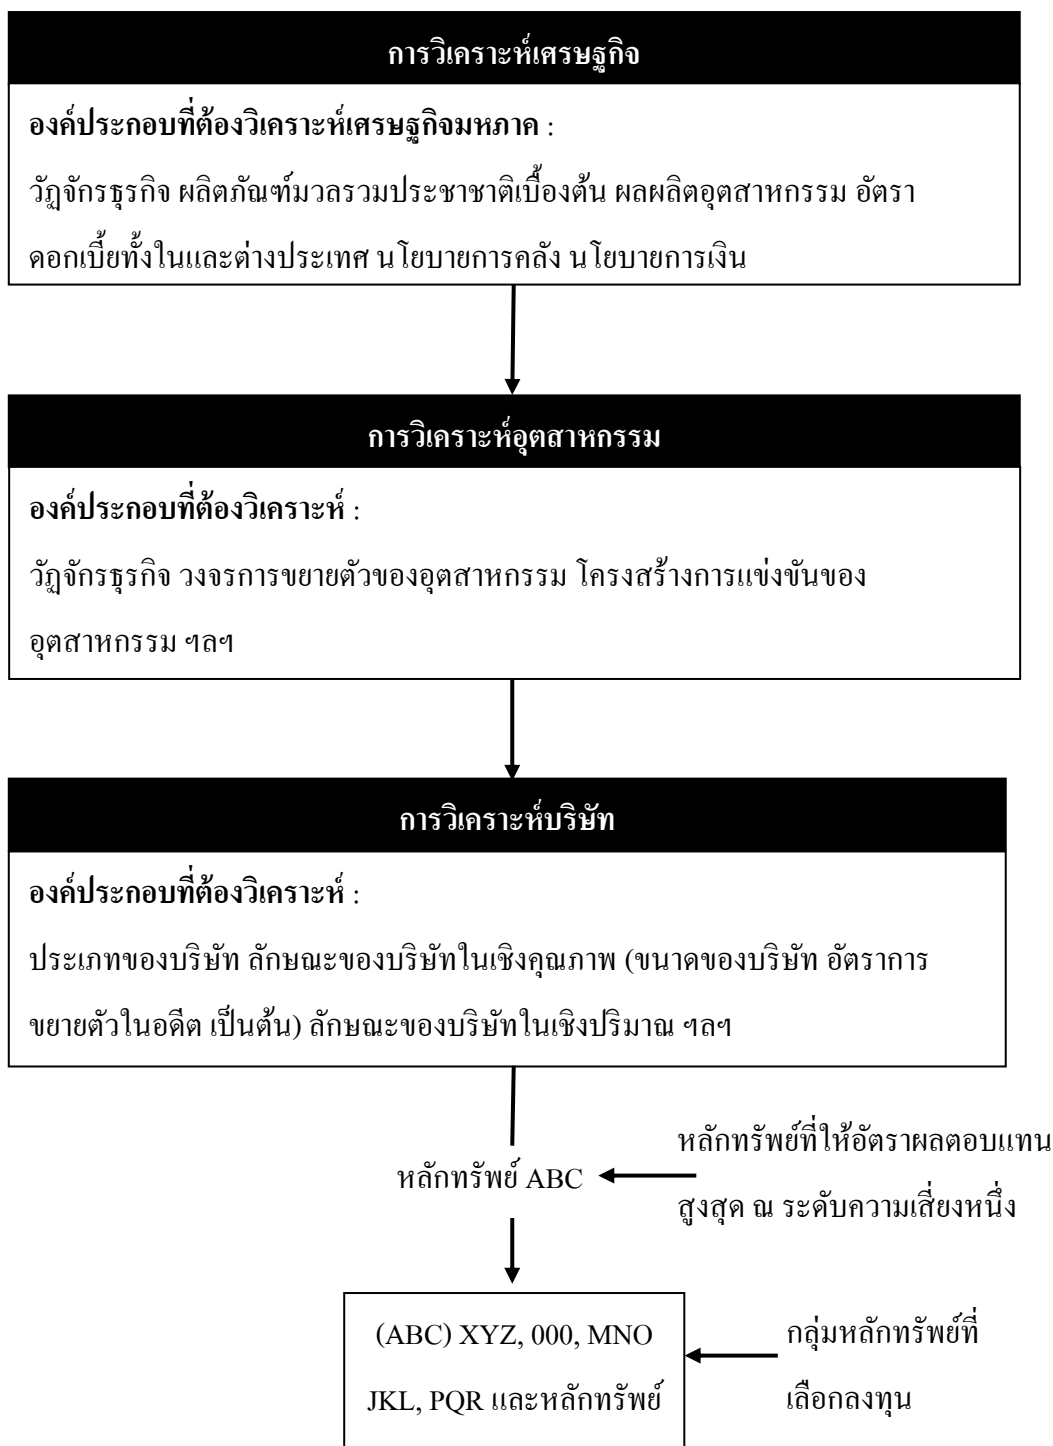 การวิเคราะห์เศรษฐกิจ
องค์ประกอบที่ต้องวิเคราะห์เศรษฐกิจมหภาค :
วัฏจักรธุรกิจ ผลิตภัณฑ์มวลรวมประชาชาติเบื้องต้น ผลผลิตอุตสาหกรรม อัตรา
ดอกเบี้ยทั้งในและต่างประเทศ นโยบายการคลัง นโยบายการเงิน
การวิเคราะห์อุตสาหกรรม
องค์ประกอบที่ต้องวิเคราะห์ :
วัฏจักรธุรกิจ วงจรการขยายตัวของอุตสาหกรรม โครงสร้างการแข่งขันของ
อุตสาหกรรม ฯลฯ
การวิเคราะห์บริษัท
องค์ประกอบที่ต้องวิเคราะห์ :
ประเภทของบริษัท ลักษณะของบริษัทในเชิงคุณภาพ (ขนาดของบริษัท อัตราการ
ขยายตัวในอดีต เป็นต้น) ลักษณะของบริษัทในเชิงปริมาณ ฯลฯ
หลักทรัพย์ ABC
หลักทรัพย์ที่ให้อัตราผลตอบแทน
สูงสุด ณ ระดับความเสี่ยงหนึ่ง
(ABC) XYZ, 000, MNO
JKL, PQR และหลักทรัพย์
กลุ่มหลักทรัพย์ที่
เลือกลงทุน